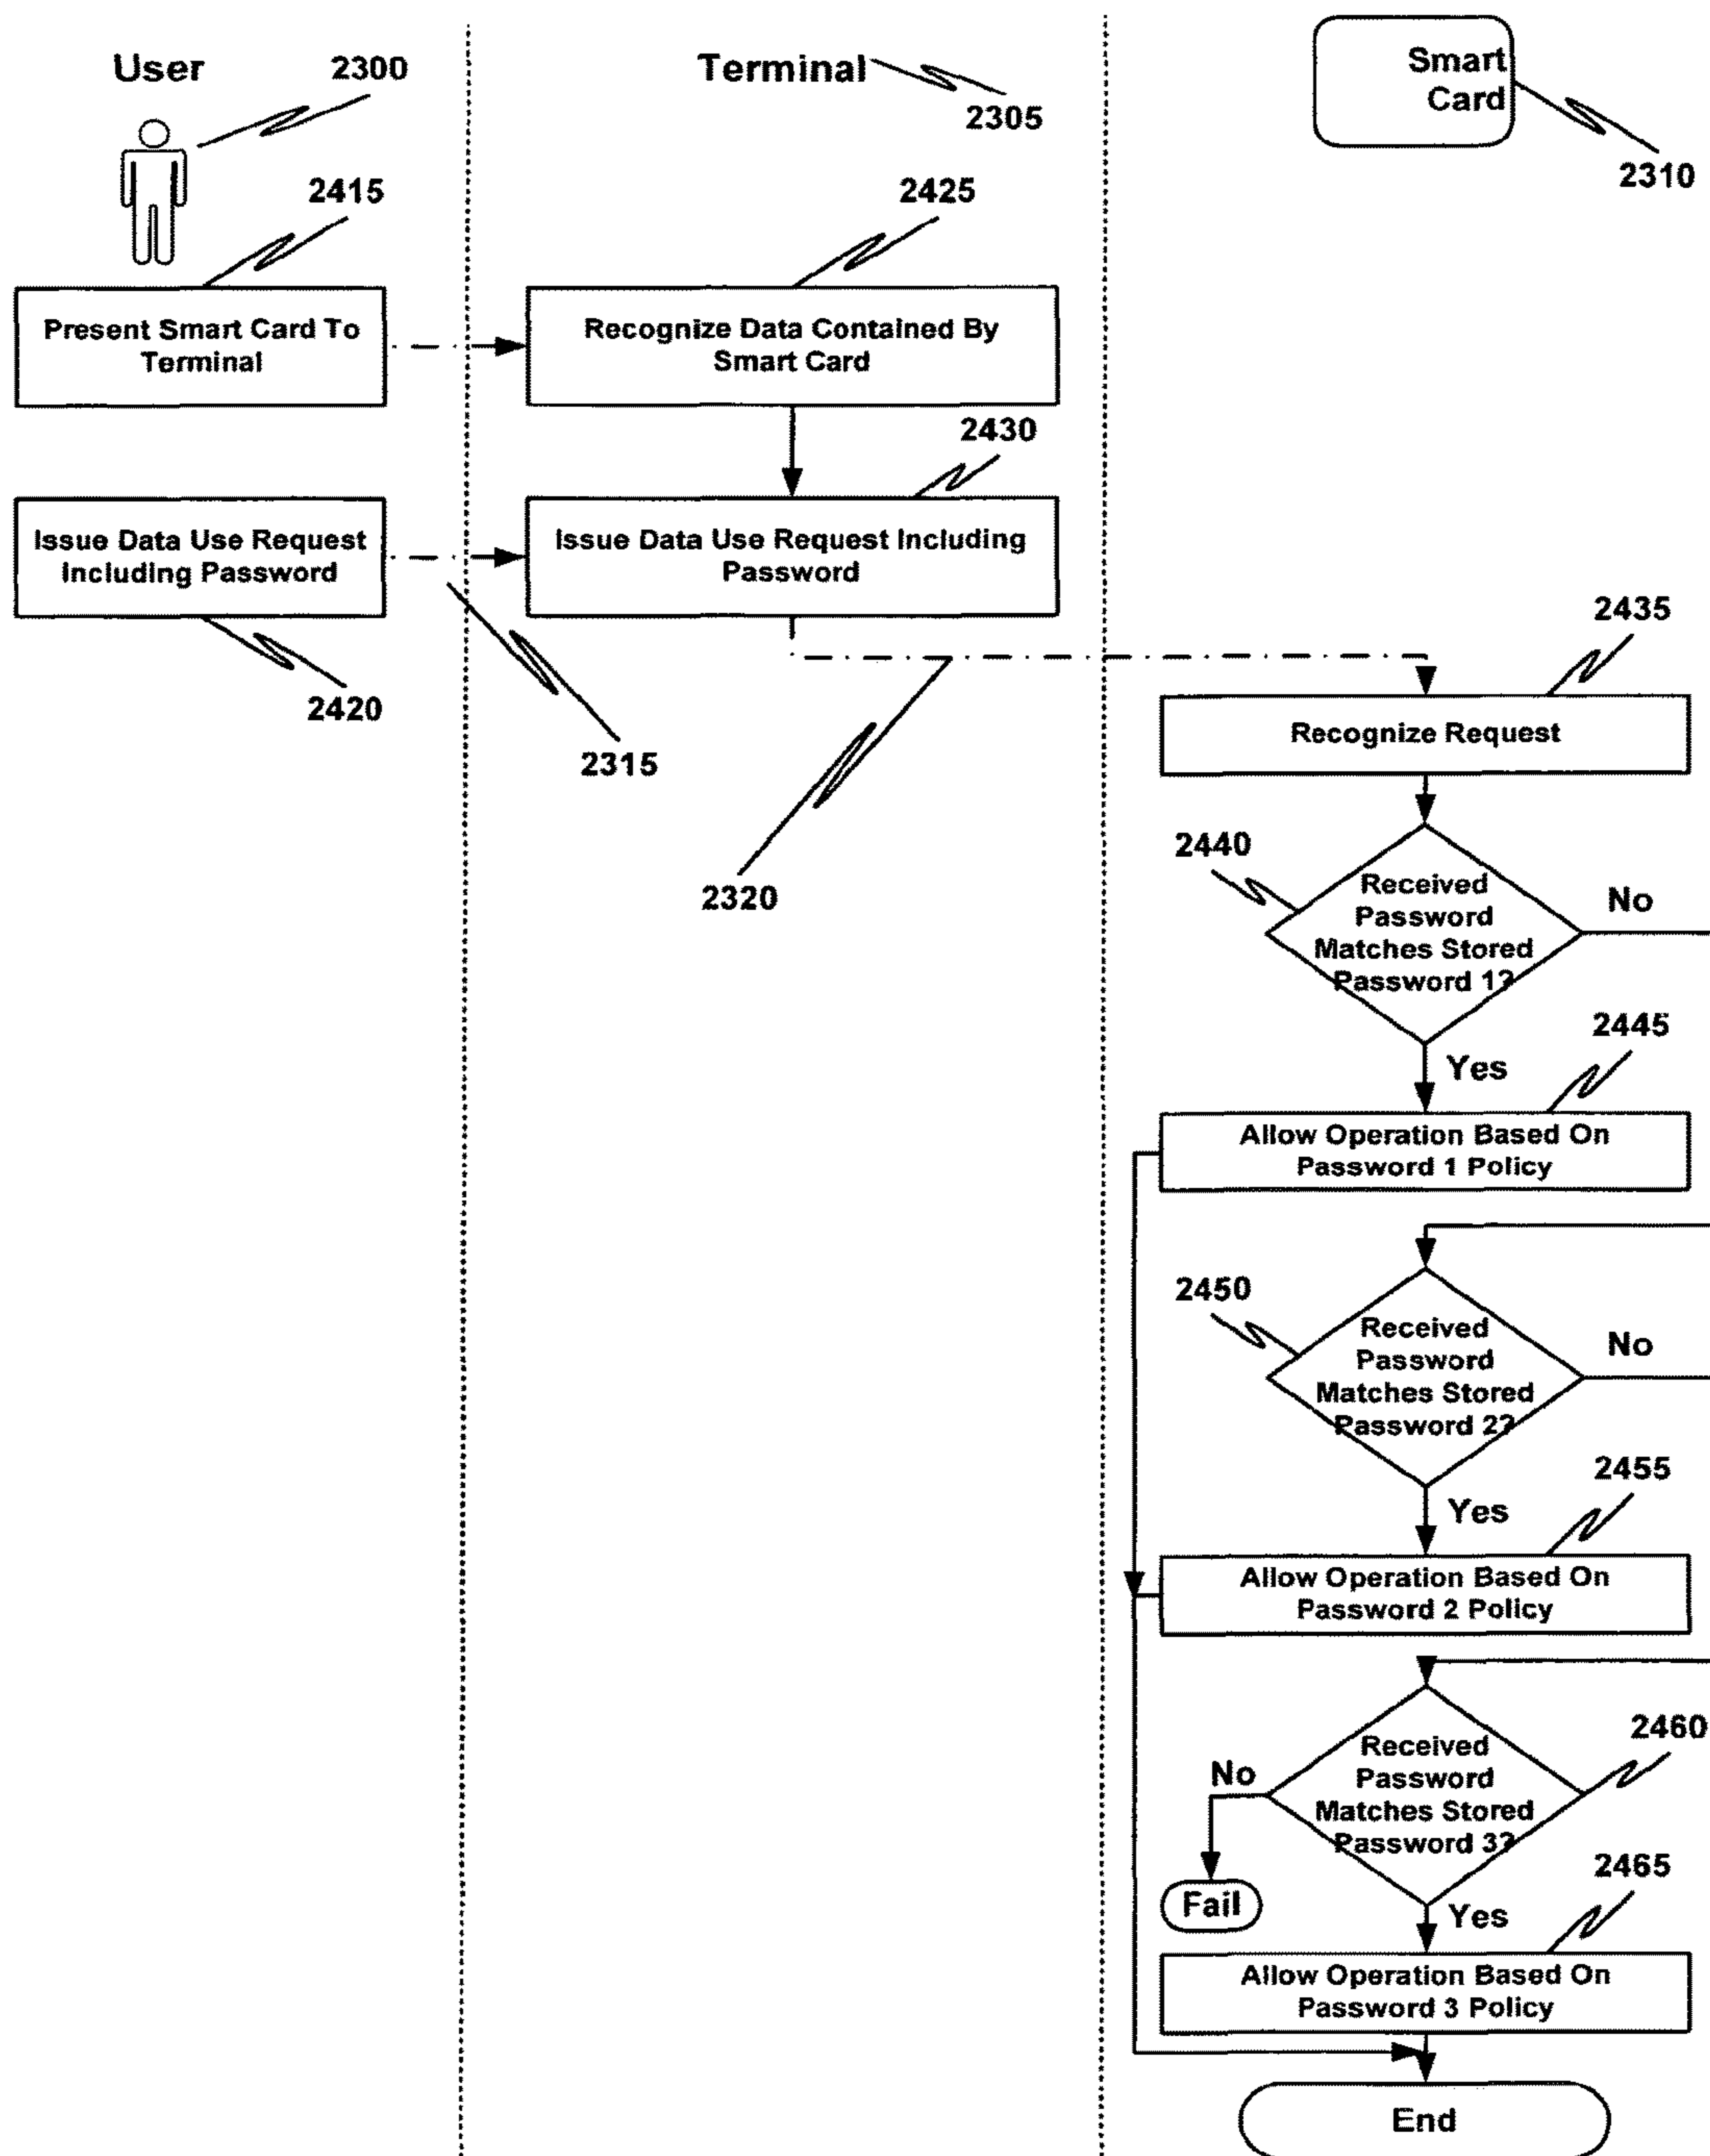 User
2300
Terminal
2305
Smart
Card
2310
2415
2425
Present Smart Card To
Terminal
Recognize Data Contained By
Smart Card
2430
Issue Data Use Request
Including Password
Issue Data Use Request Including
Password
2420
2315
2320
2435
Recognize Request
2440
Received
Password
Matches Stored
Password 1?
No
2445
Yes
Allow Operation Based On
Password 1 Policy
2450
Received
Password
Matches Stored
Password 2?
No
2455
Yes
Allow Operation Based On
Password 2 Policy
2460
Received
Password
Matches Stored
Password 3?
No
Fail
2465
Yes
Allow Operation Based On
Password 3 Policy
End